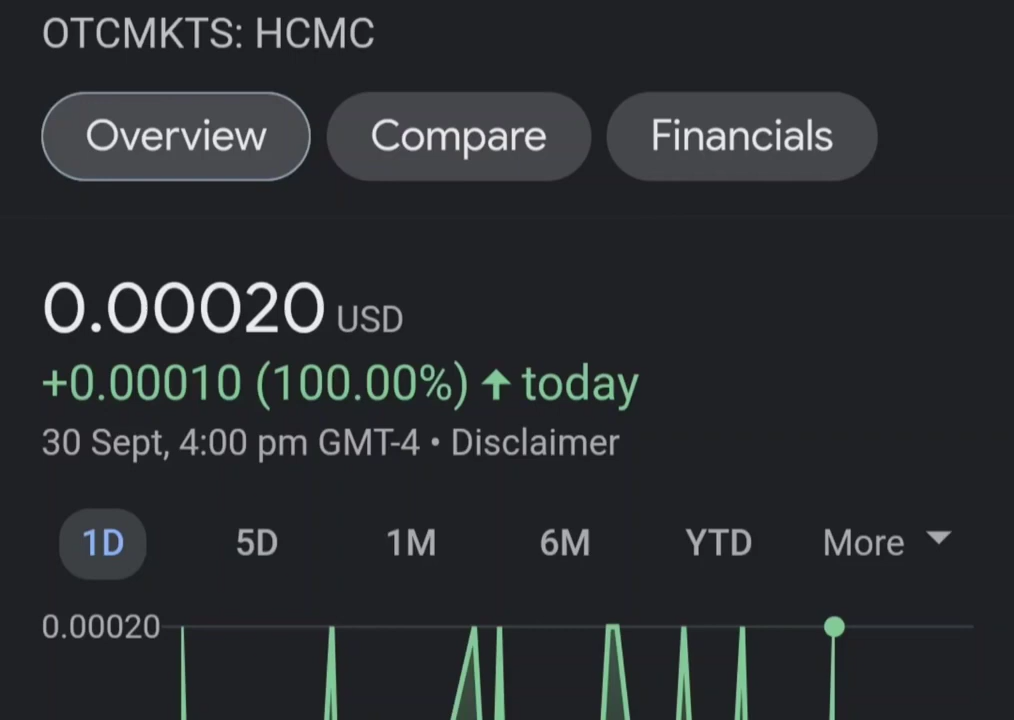 OTCMKTS: HCMC
Overview Compare Financials
0.00020 USD
+0.00010 (100.00%) ↑ today
30 Sept, 4:00 pm GMT-4 • Disclaimer
1D 5D 1M 6M YTD More
0.00020